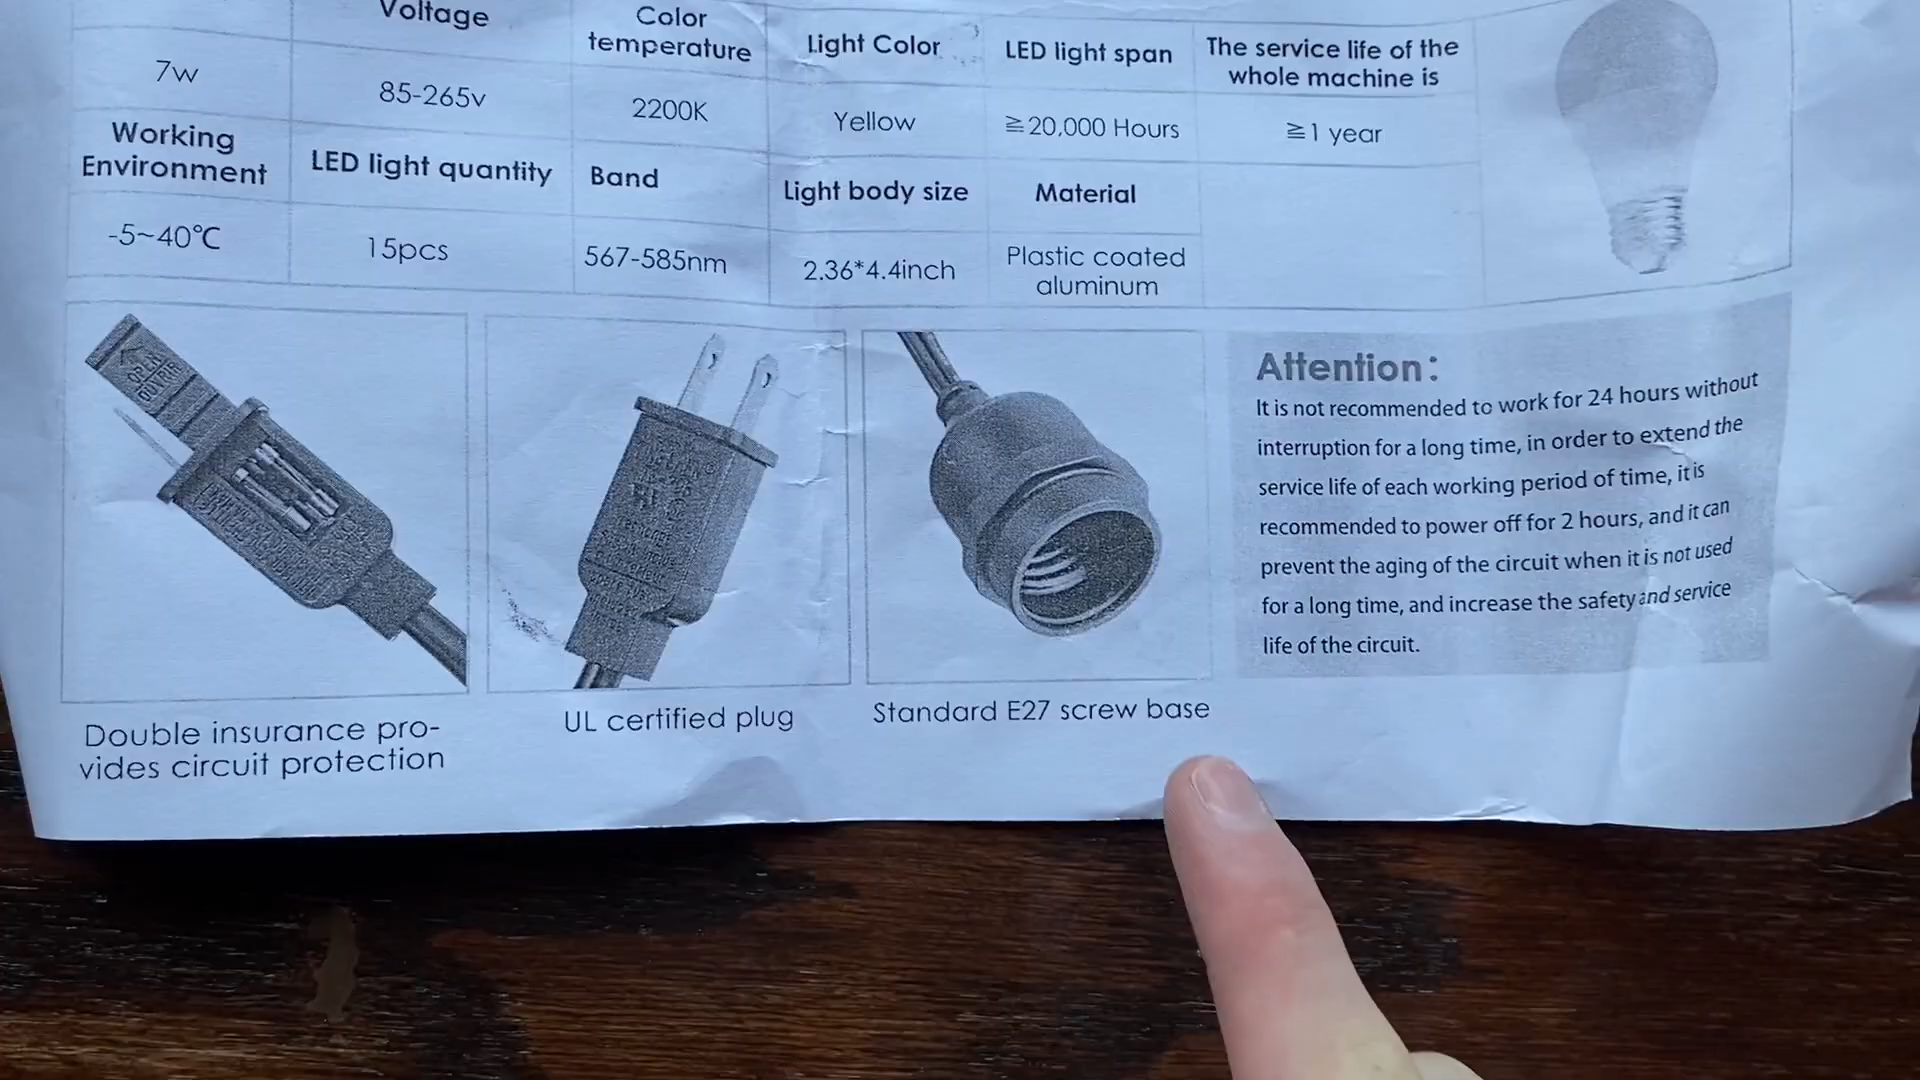 Voltage
Color
temperature
Light Color
LED light span
The service life of the
whole machine is
7w
85-265v
2200K
Yellow
≧20,000 Hours
≧1 year
Working
Environment
LED light quantity
Band
Light body size
Material
-5~40℃
15pcs
567-585nm
2.36*4.4inch
Plastic coated
aluminum
OPEN
Attention:
It is not recommended to work for 24 hours without
interruption for a long time, in order to extend the
service life of each working period of time, it is
recommended to power off for 2 hours, and it can
prevent the aging of the circuit when it is not used
for a long time, and increase the safety and service
life of the circuit.
Double insurance pro-
vides circuit protection
UL certified plug
Standard E27 screw base